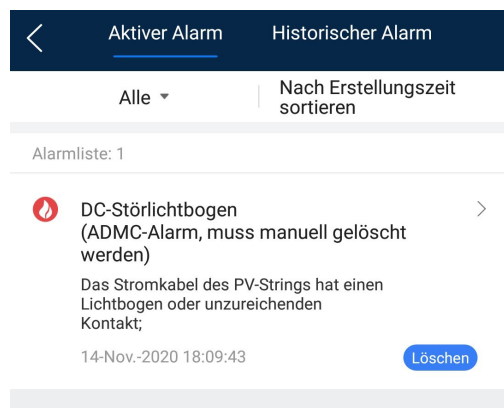 Aktiver Alarm Historischer Alarm
Alle Nach Erstellungszeit
sortieren
Alarmliste: 1
DC-Störlichtbogen
(ADMC-Alarm, muss manuell gelöscht
werden)
Das Stromkabel des PV-Strings hat einen
Lichtbogen oder unzureichenden
Kontakt;
14-Nov.-2020 18:09:43 Löschen